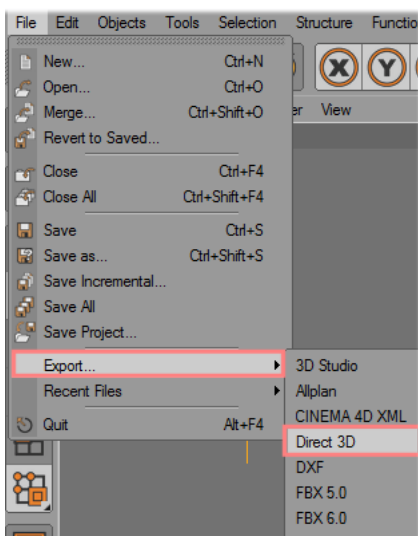 File Edit Objects Tools Selection Structure Functio
New... Ctrl+N
Open... Ctrl+O
Merge... Ctrl+Shift+O
Revert to Saved...
Close Ctrl+F4
Close All Ctrl+Shift+F4
Save Ctrl+S
Save as... Ctrl+Shift+S
Save Incremental...
Save All
Save Project...
Export...
Recent Files
Quit Alt+F4
X Y
er View
3D Studio
Allplan
CINEMA 4D XML
Direct 3D
DXF
FBX 5.0
FBX 6.0